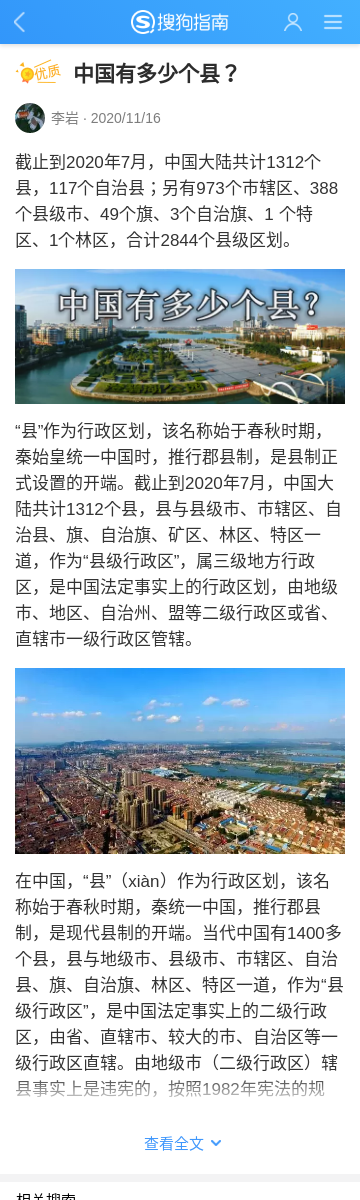 搜狗指南
优质 中国有多少个县？
李岩 · 2020/11/16
截止到2020年7月，中国大陆共计1312个
县，117个自治县；另有973个市辖区、388
个县级市、49个旗、3个自治旗、1 个特
区、1个林区，合计2844个县级区划。
中国有多少个县？
“县”作为行政区划，该名称始于春秋时期，
秦始皇统一中国时，推行郡县制，是县制正
式设置的开端。截止到2020年7月，中国大
陆共计1312个县，县与县级市、市辖区、自
治县、旗、自治旗、矿区、林区、特区一
道，作为“县级行政区”，属三级地方行政
区，是中国法定事实上的行政区划，由地级
市、地区、自治州、盟等二级行政区或省、
直辖市一级行政区管辖。
在中国，“县”（xiàn）作为行政区划，该名
称始于春秋时期，秦统一中国，推行郡县
制，是现代县制的开端。当代中国有1400多
个县，县与地级市、县级市、市辖区、自治
县、旗、自治旗、林区、特区一道，作为“县
级行政区”，是中国法定事实上的二级行政
区，由省、直辖市、较大的市、自治区等一
级行政区直辖。由地级市（二级行政区）辖
县事实上是违宪的，按照1982年宪法的规
查看全文
相关搜索